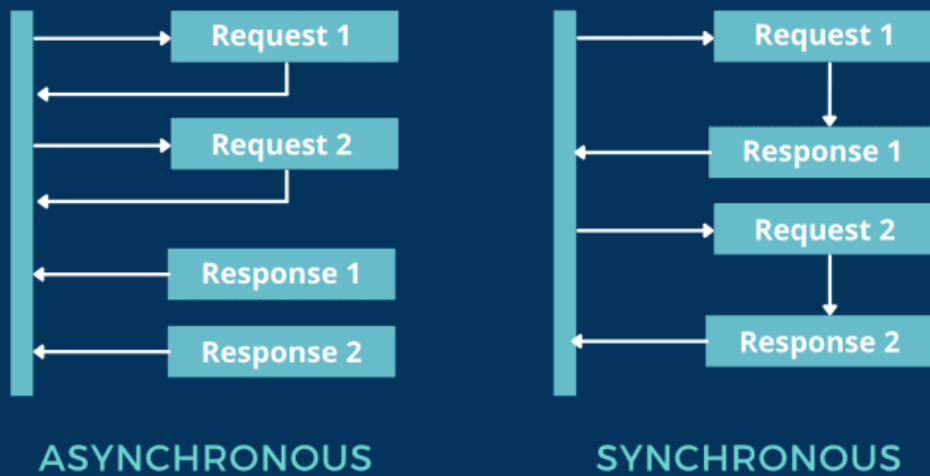 Request 1
Request 2
Response 1
Response 2
ASYNCHRONOUS
Request 1
Response 1
Request 2
Response 2
SYNCHRONOUS